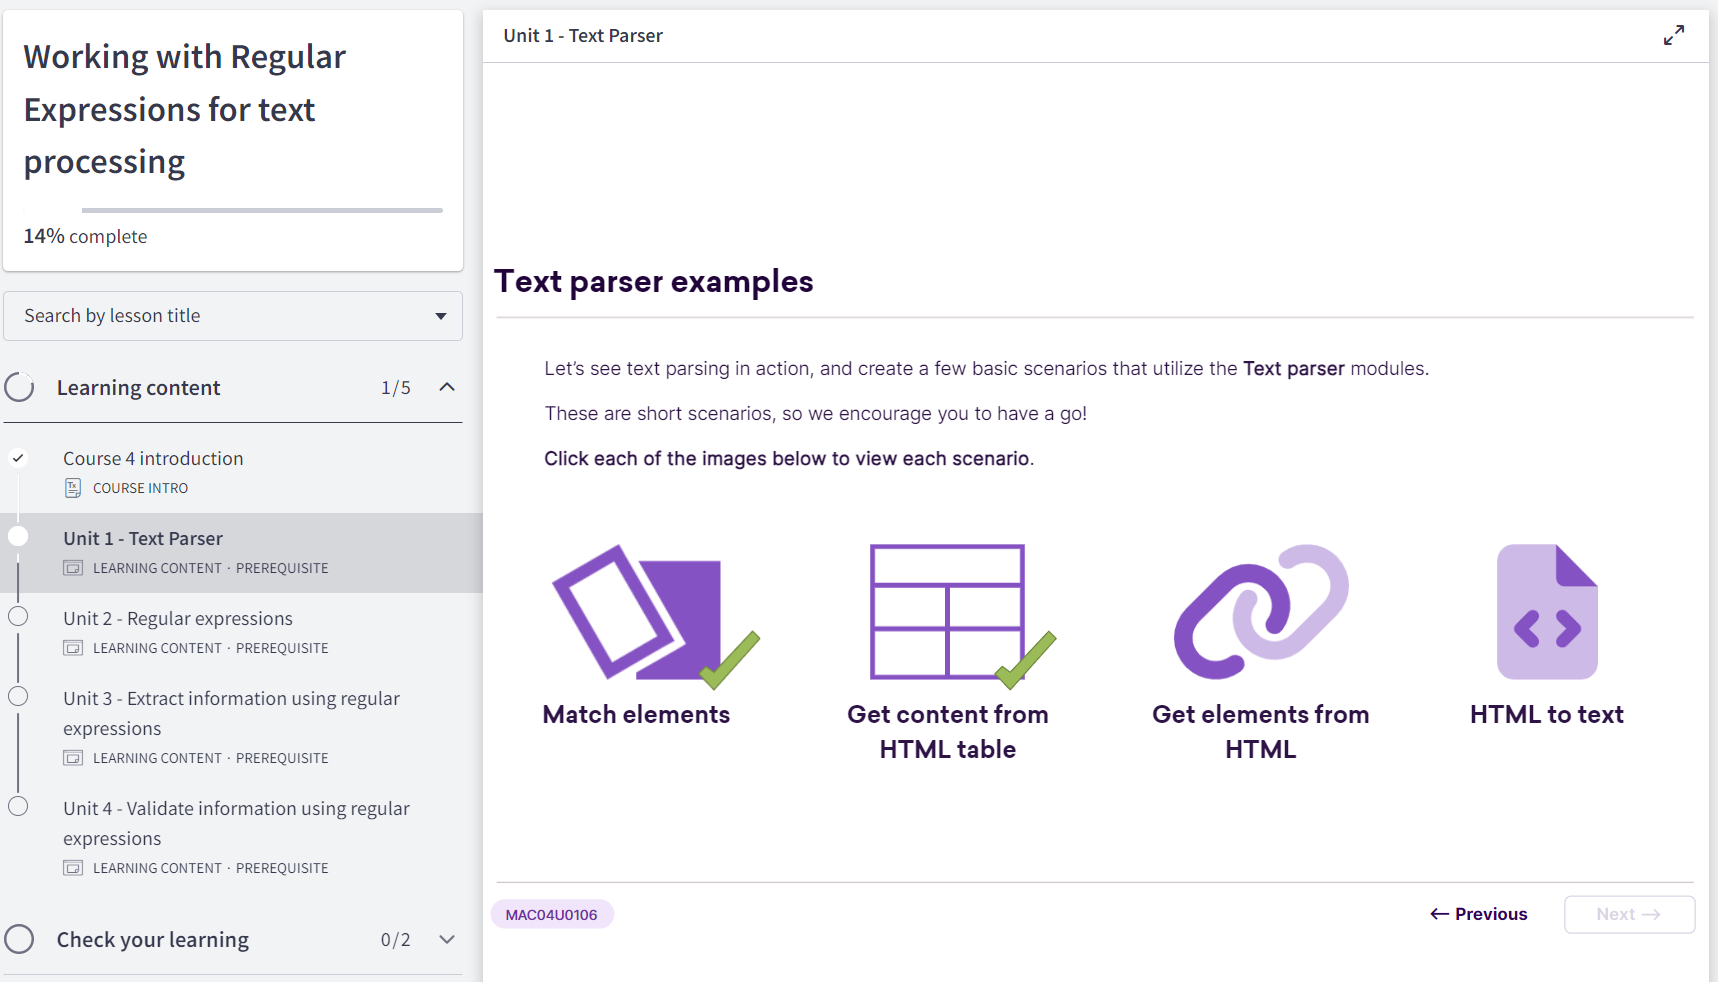 Working with Regular
Expressions for text
processing
14% complete
Search by lesson title
Learning content 1/5
Course 4 introduction
Tx
COURSE INTRO
Unit 1 - Text Parser
LEARNING CONTENT · PREREQUISITE
Unit 2 - Regular expressions
LEARNING CONTENT · PREREQUISITE
Unit 3 - Extract information using regular
expressions
LEARNING CONTENT · PREREQUISITE
Unit 4 - Validate information using regular
expressions
LEARNING CONTENT · PREREQUISITE
Check your learning 0/2
Unit 1 - Text Parser
Text parser examples
Let’s see text parsing in action, and create a few basic scenarios that utilize the Text parser modules.
These are short scenarios, so we encourage you to have a go!
Click each of the images below to view each scenario.
Match elements
Get content from
HTML table
Get elements from
HTML
HTML to text
MAC04U0106
← Previous
Next →